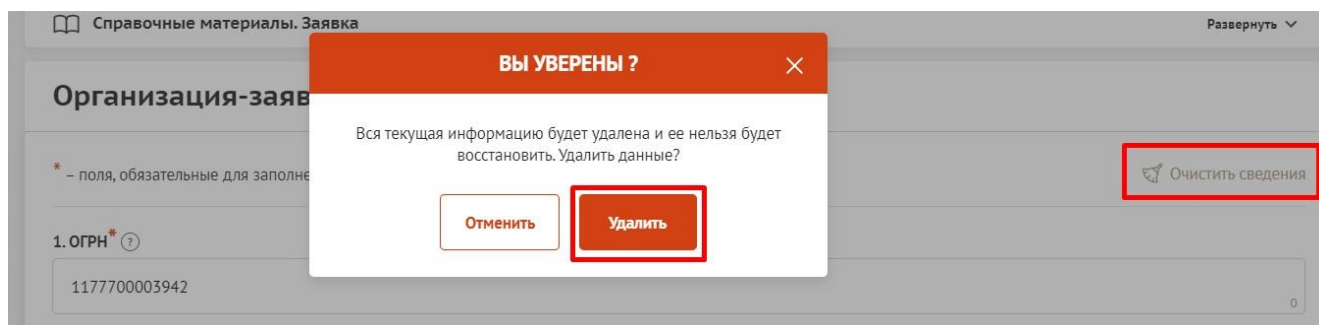 Справочные материалы. Заявка
Развернуть
ВЫ УВЕРЕНЫ ?
Организация-заяв
Вся текущая информацию будет удалена и ее нельзя будет
восстановить. Удалить данные?
* – поля, обязательные для заполне
Очистить сведения
Отменить
Удалить
1. ОГРН* ?
1177700003942
0